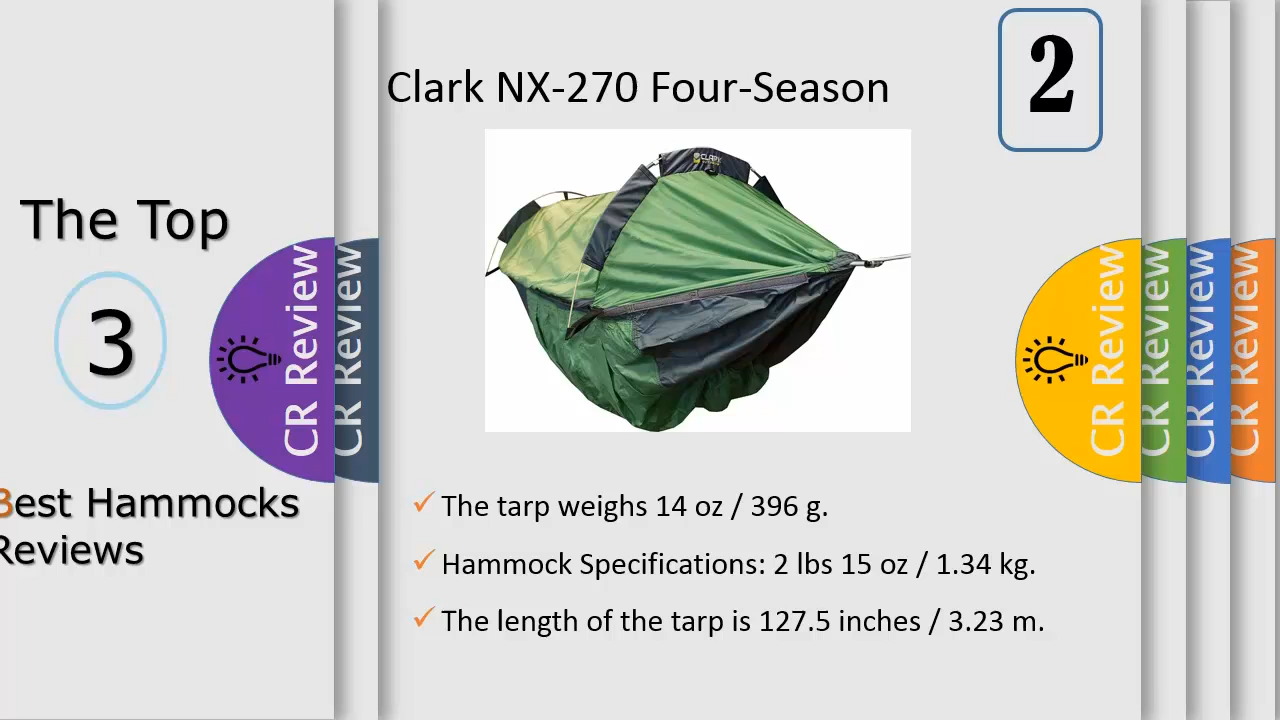 The Top
3
Best Hammocks
Reviews
CR Review
CR Review
Clark NX-270 Four-Season
2
CLARK
✓ The tarp weighs 14 oz / 396 g.
✓ Hammock Specifications: 2 lbs 15 oz / 1.34 kg.
✓ The length of the tarp is 127.5 inches / 3.23 m.
CR Review
CR Review
CR Review
CR Review